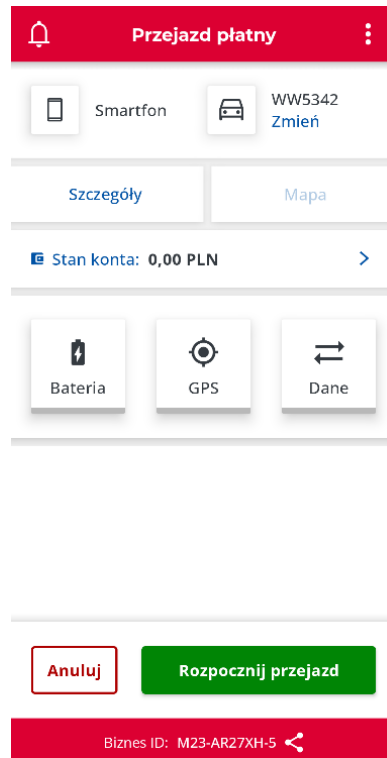 Przejazd płatny
Smartfon
WW5342
Zmień
Szczegóły
Mapa
Stan konta: 0,00 PLN
Bateria
GPS
Dane
Anuluj
Rozpocznij przejazd
Biznes ID: M23-AR27XH-5